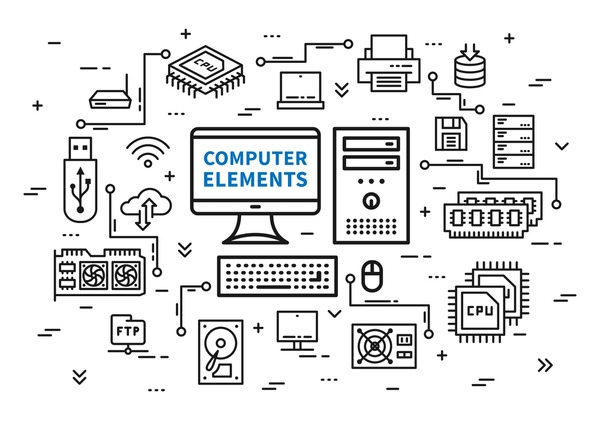 CPU
COMPUTER
ELEMENTS
CPU
FTP